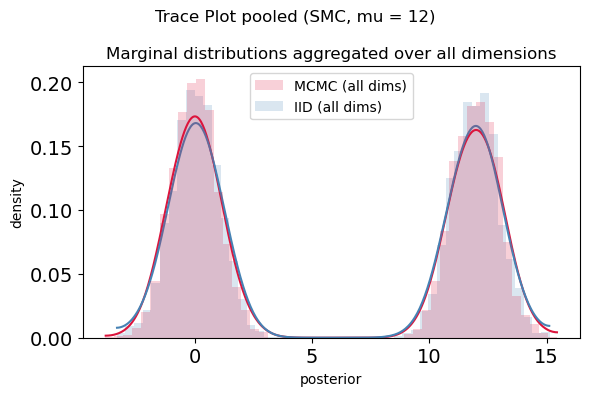 Trace Plot pooled (SMC, mu = 12)
Marginal distributions aggregated over all dimensions
MCMC (all dims)
IID (all dims)
density
0.20
0.15
0.10
0.05
0.00
0 5 10 15
posterior